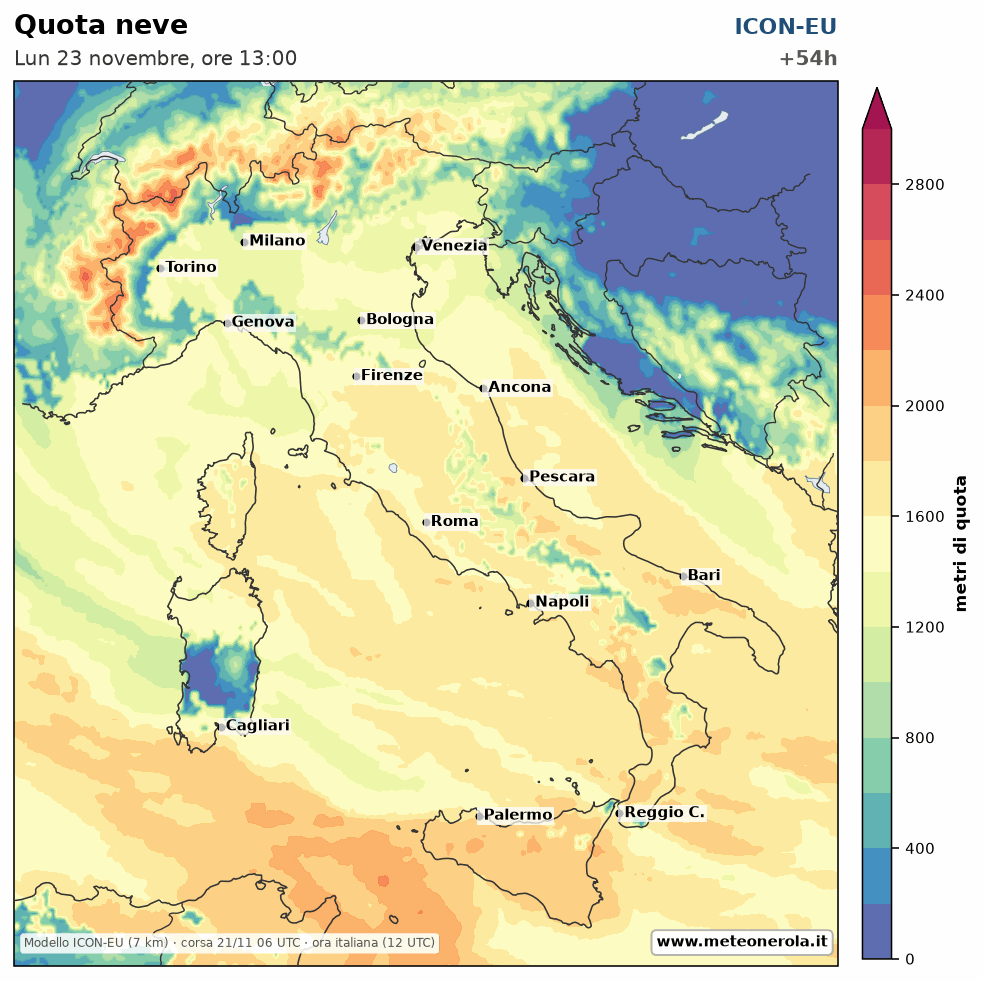 Quota neve
ICON-EU
Lun 23 novembre, ore 13:00
+54h
Milano
Venezia
Torino
Genova
Bologna
Firenze
Ancona
Pescara
Roma
Bari
Napoli
Cagliari
Palermo
Reggio C.
2800
2400
2000
1600
1200
800
400
0
metri di quota
Modello ICON-EU (7 km) · corsa 21/11 06 UTC · ora italiana (12 UTC)
www.meteonerola.it